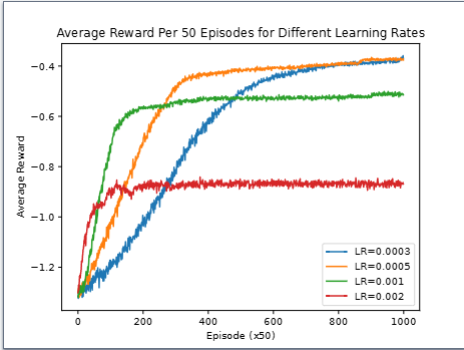 Average Reward Per 50 Episodes for Different Learning Rates
Average Reward
−0.4
−0.6
−0.8
−1.0
−1.2
0 200 400 600 800 1000
Episode (x50)
LR=0.0003
LR=0.0005
LR=0.001
LR=0.002